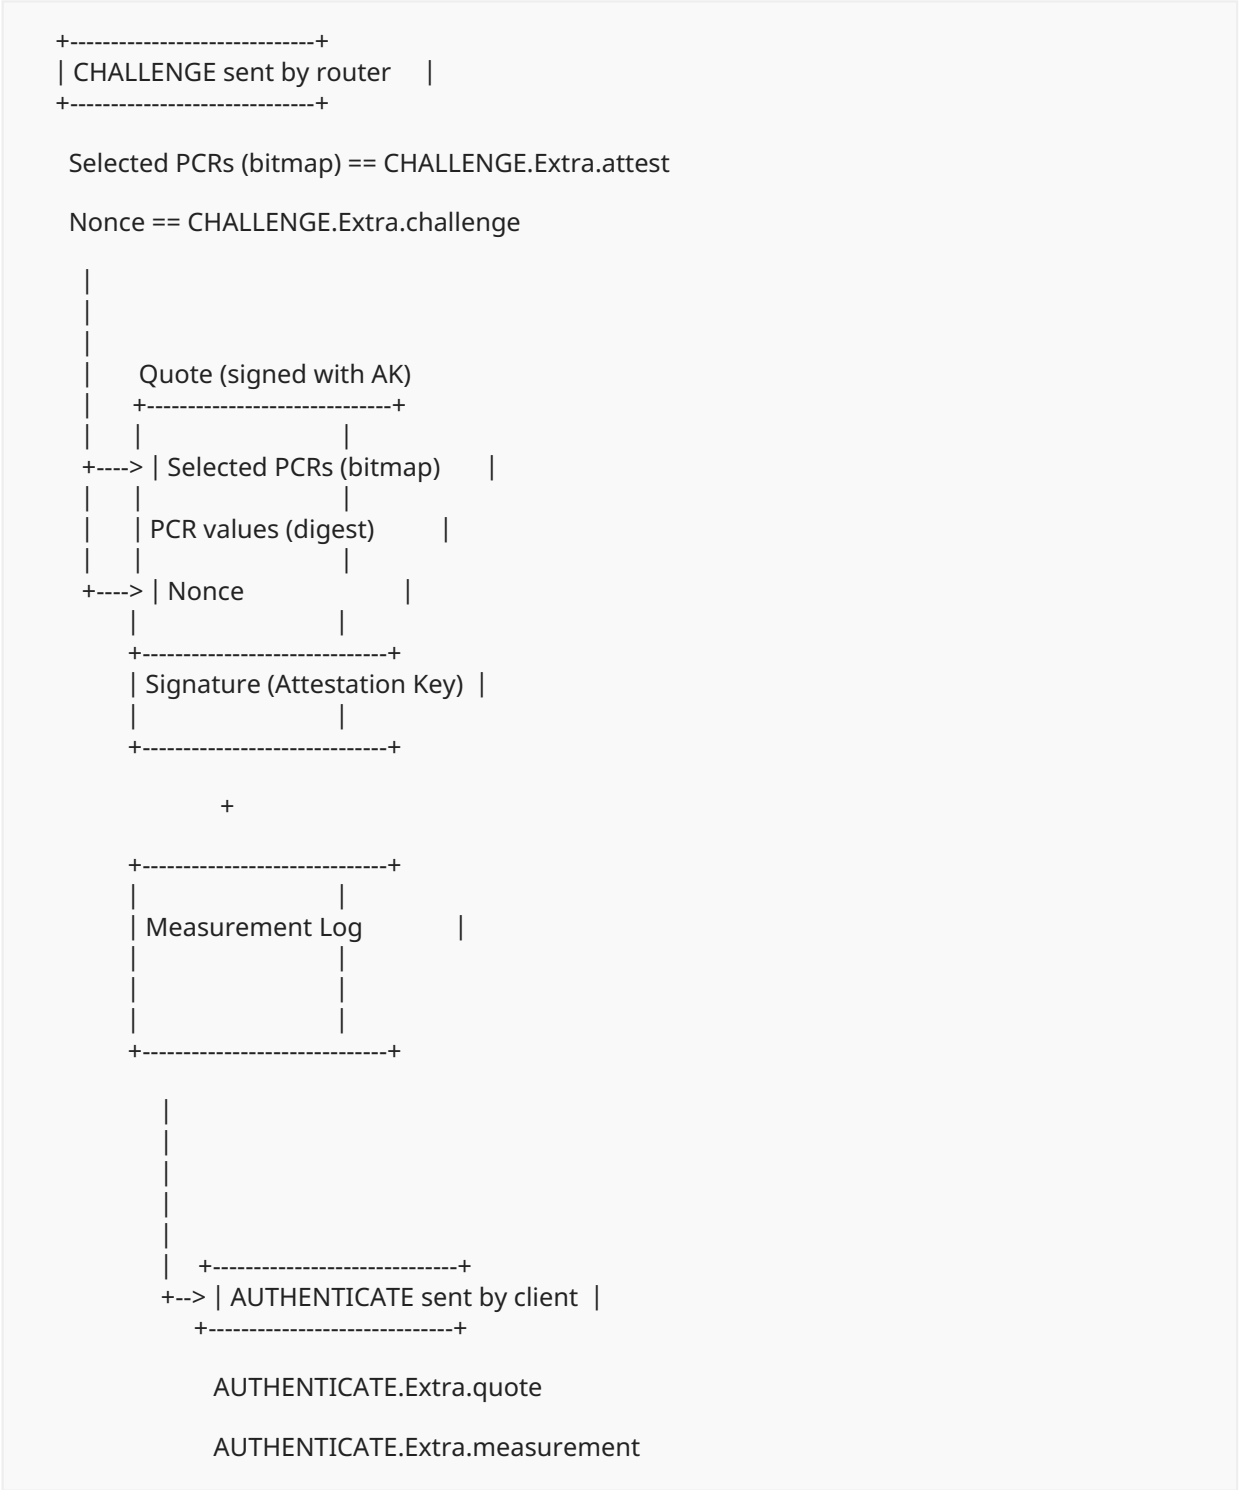 +------------------------------+
| CHALLENGE sent by router     |
+------------------------------+
Selected PCRs (bitmap) == CHALLENGE.Extra.attest
Nonce == CHALLENGE.Extra.challenge
|
|
|
|       Quote (signed with AK)
|      +------------------------------+
|      |                              |
+----> | Selected PCRs (bitmap)       |
|      |                              |
|      | PCR values (digest)          |
|      |                              |
+----> | Nonce                        |
|                              |
+------------------------------+
| Signature (Attestation Key)  |
|                              |
+------------------------------+
+
+------------------------------+
|                              |
| Measurement Log              |
|                              |
|                              |
|                              |
+------------------------------+
|
|
|
|
|
|    +------------------------------+
+--> | AUTHENTICATE sent by client  |
+------------------------------+
AUTHENTICATE.Extra.quote
AUTHENTICATE.Extra.measurement